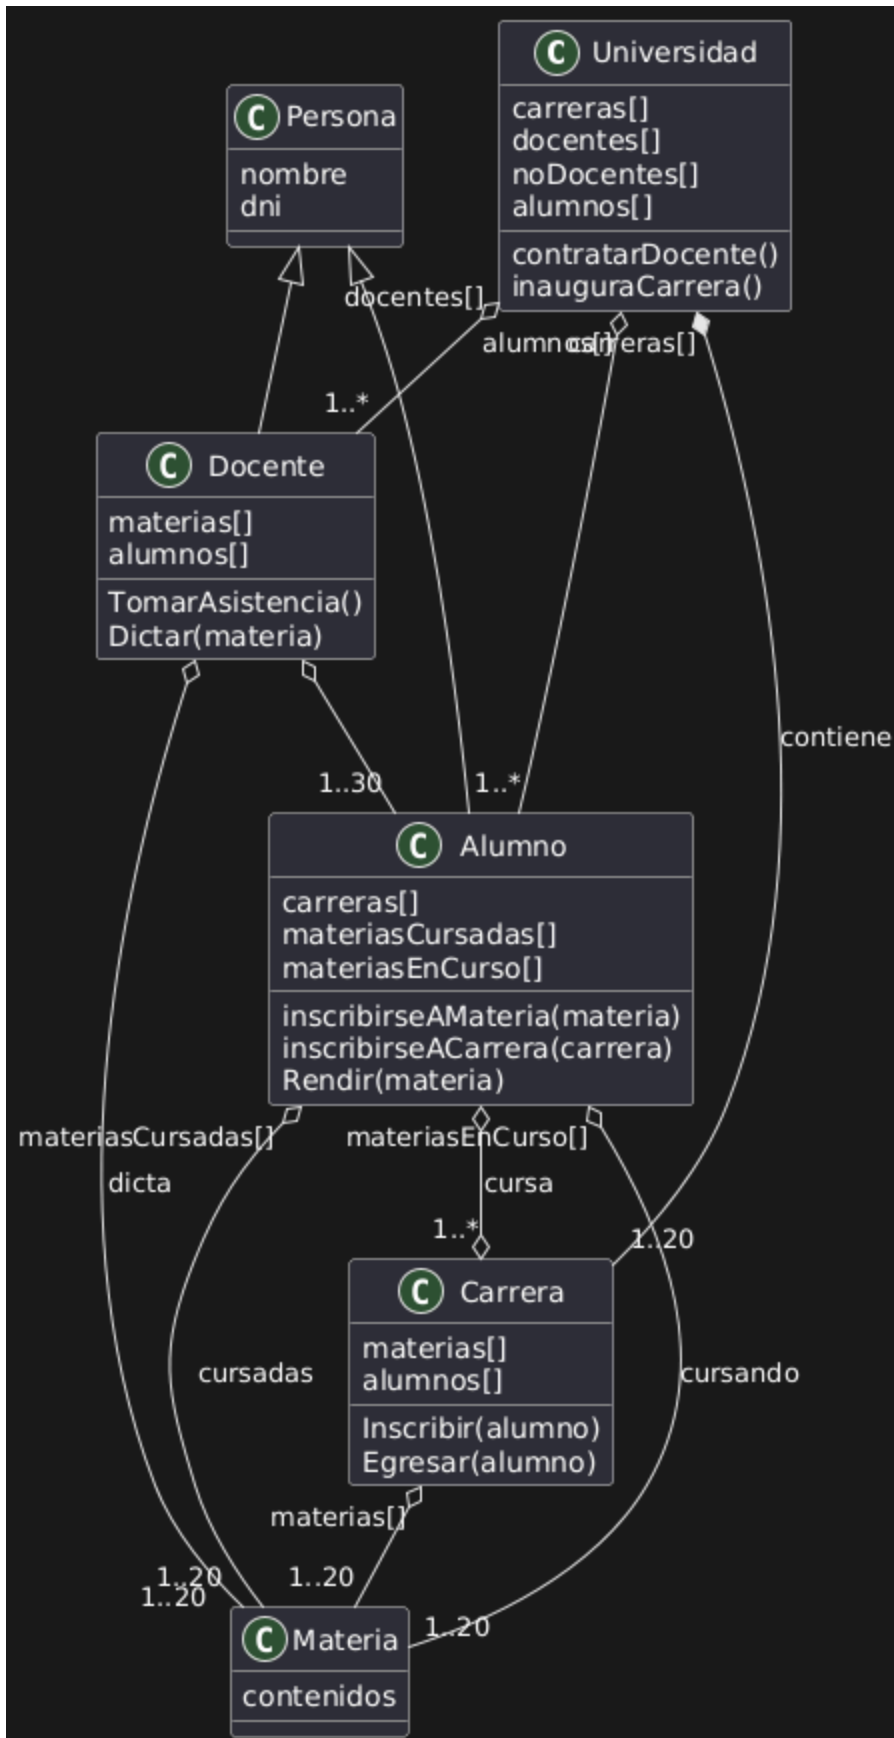 C Universidad
carreras[]
docentes[]
noDocentes[]
alumnos[]
contratarDocente()
inauguraCarrera()
C Persona
nombre
dni
docentes[]
alumnos[]
carreras[]
1..*
C Docente
materias[]
alumnos[]
TomarAsistencia()
Dictar(materia)
contiene
1..30
1..*
C Alumno
carreras[]
materiasCursadas[]
materiasEnCurso[]
inscribirseAMateria(materia)
inscribirseACarrera(carrera)
Rendir(materia)
materiasCursadas[]
materiasEnCurso[]
dicta
cursa
1..*
1..20
C Carrera
materias[]
alumnos[]
Inscribir(alumno)
Egresar(alumno)
cursadas
cursando
materias[]
1..20
1..20
1..20
1..20
C Materia
contenidos